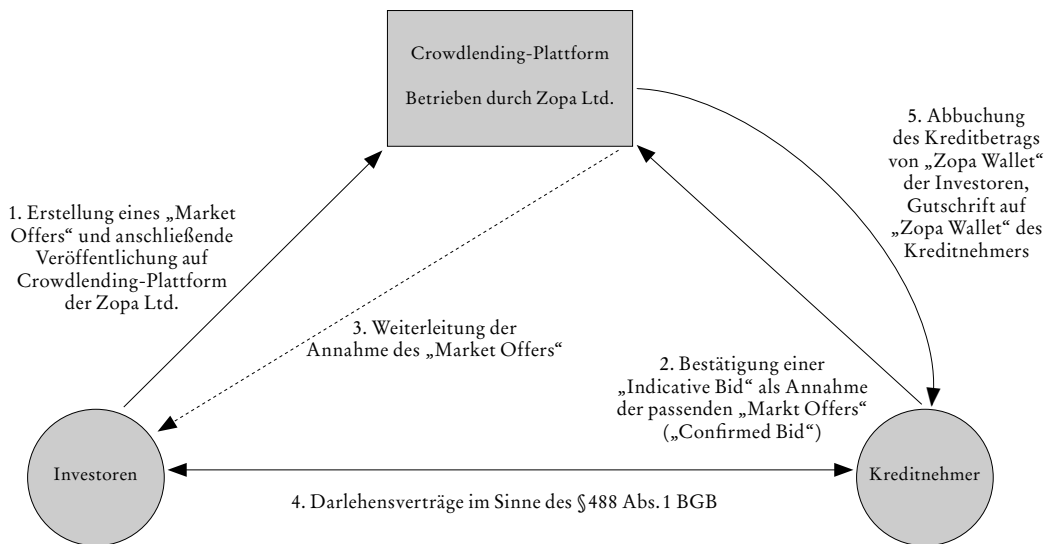 Crowdlending-Plattform
Betrieben durch Zopa Ltd.
1. Erstellung eines „Market
Offers“ und anschließende
Veröffentlichung auf
Crowdlending-Plattform
der Zopa Ltd.
5. Abbuchung
des Kreditbetrags
von „Zopa Wallet“
der Investoren,
Gutschrift auf
„Zopa Wallet“ des
Kreditnehmers
3. Weiterleitung der
Annahme des „Market Offers“
2. Bestätigung einer
„Indicative Bid“ als Annahme
der passenden „Markt Offers“
(„Confirmed Bid“)
Investoren
Kreditnehmer
4. Darlehensverträge im Sinne des §488 Abs. 1 BGB